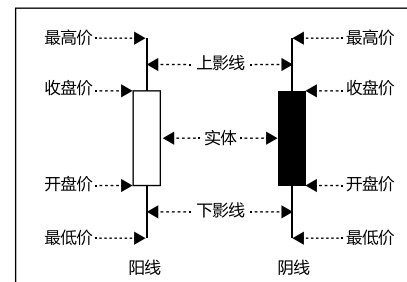 最高价 最高价
上影线
收盘价 收盘价
实体
开盘价 开盘价
下影线
最低价 最低价
阳线 阴线